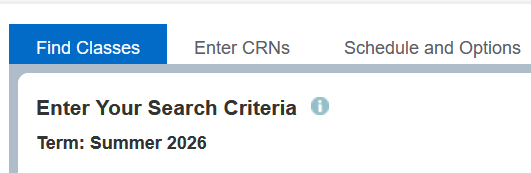 Find Classes Enter CRNs Schedule and Options
Enter Your Search Criteria
Term: Summer 2026